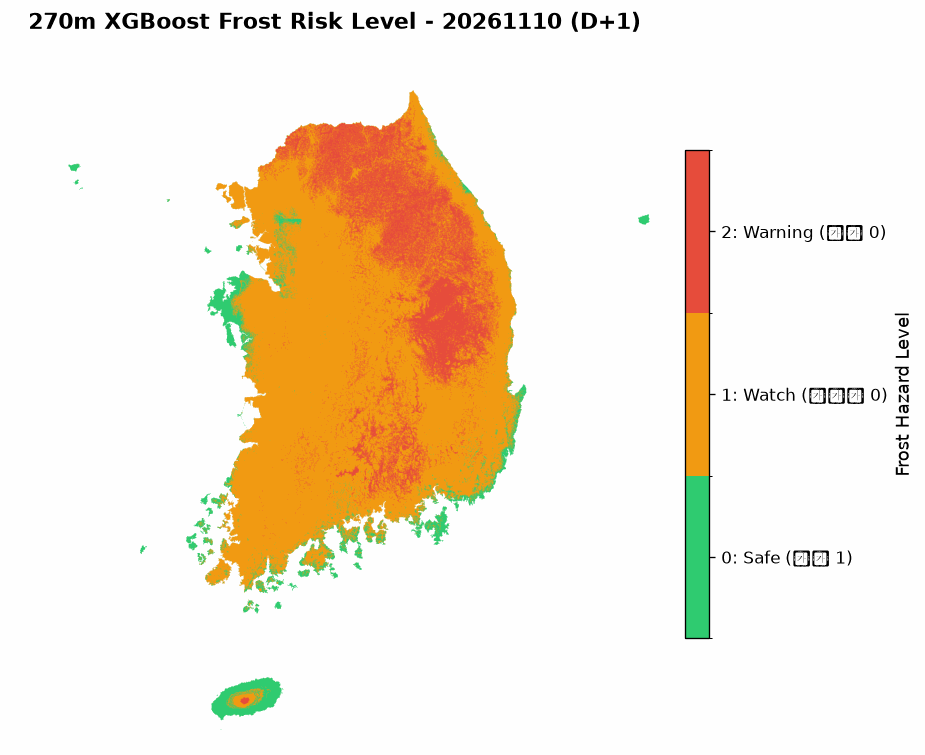 270m XGBoost Frost Risk Level - 20261110 (D+1)
2: Warning ( 0)
1: Watch ( 0)
0: Safe ( 1)
Frost Hazard Level